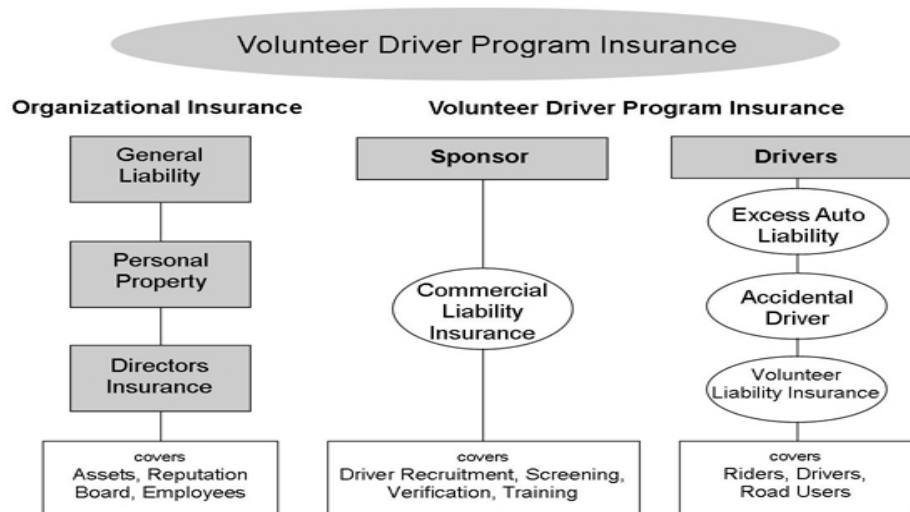 Volunteer Driver Program Insurance
Organizational Insurance
General
Liability
Personal
Property
Directors
Insurance
covers
Assets, Reputation
Board, Employees
Volunteer Driver Program Insurance
Sponsor
Commercial
Liability
Insurance
covers
Driver Recruitment, Screening,
Verification, Training
Drivers
Excess Auto
Liability
Accidental
Driver
Volunteer
Liability Insurance
covers
Riders, Drivers,
Road Users